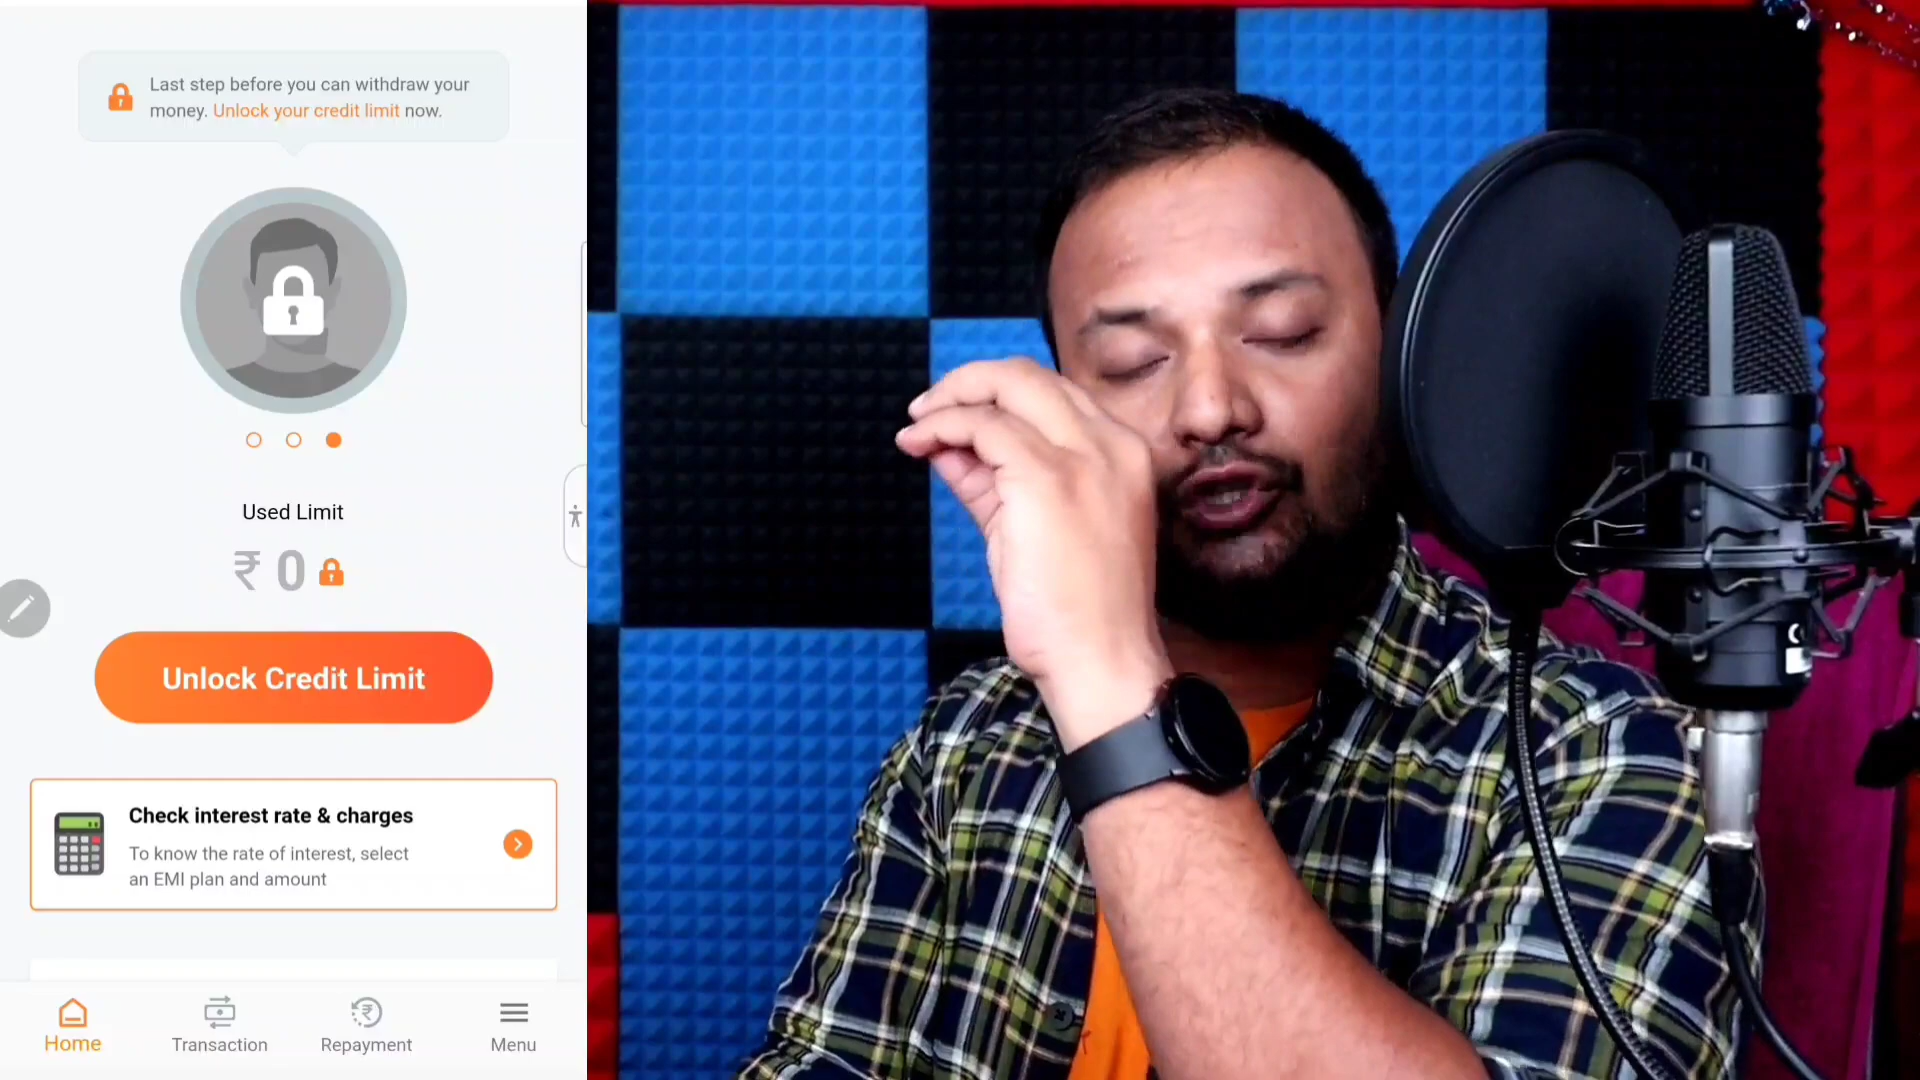 Last step before you can withdraw your
money. Unlock your credit limit now.
Used Limit
₹ 0
Unlock Credit Limit
Check interest rate & charges
To know the rate of interest, select
an EMI plan and amount
Home
Transaction
Repayment
Menu